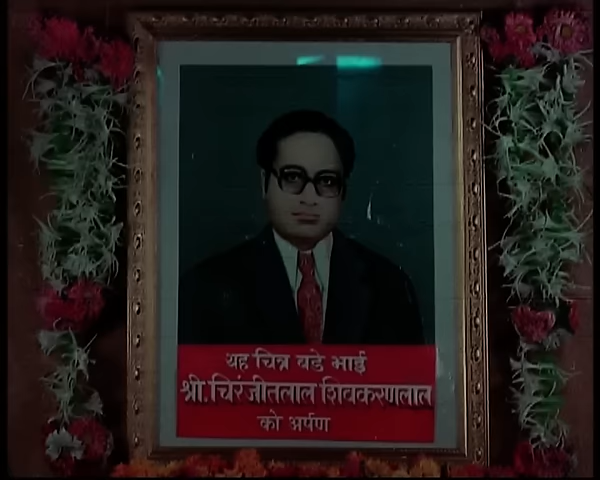 यह चित्र बडे भाई
श्री.चिरंजीतलाल शिवकरणलाल
को अर्पण